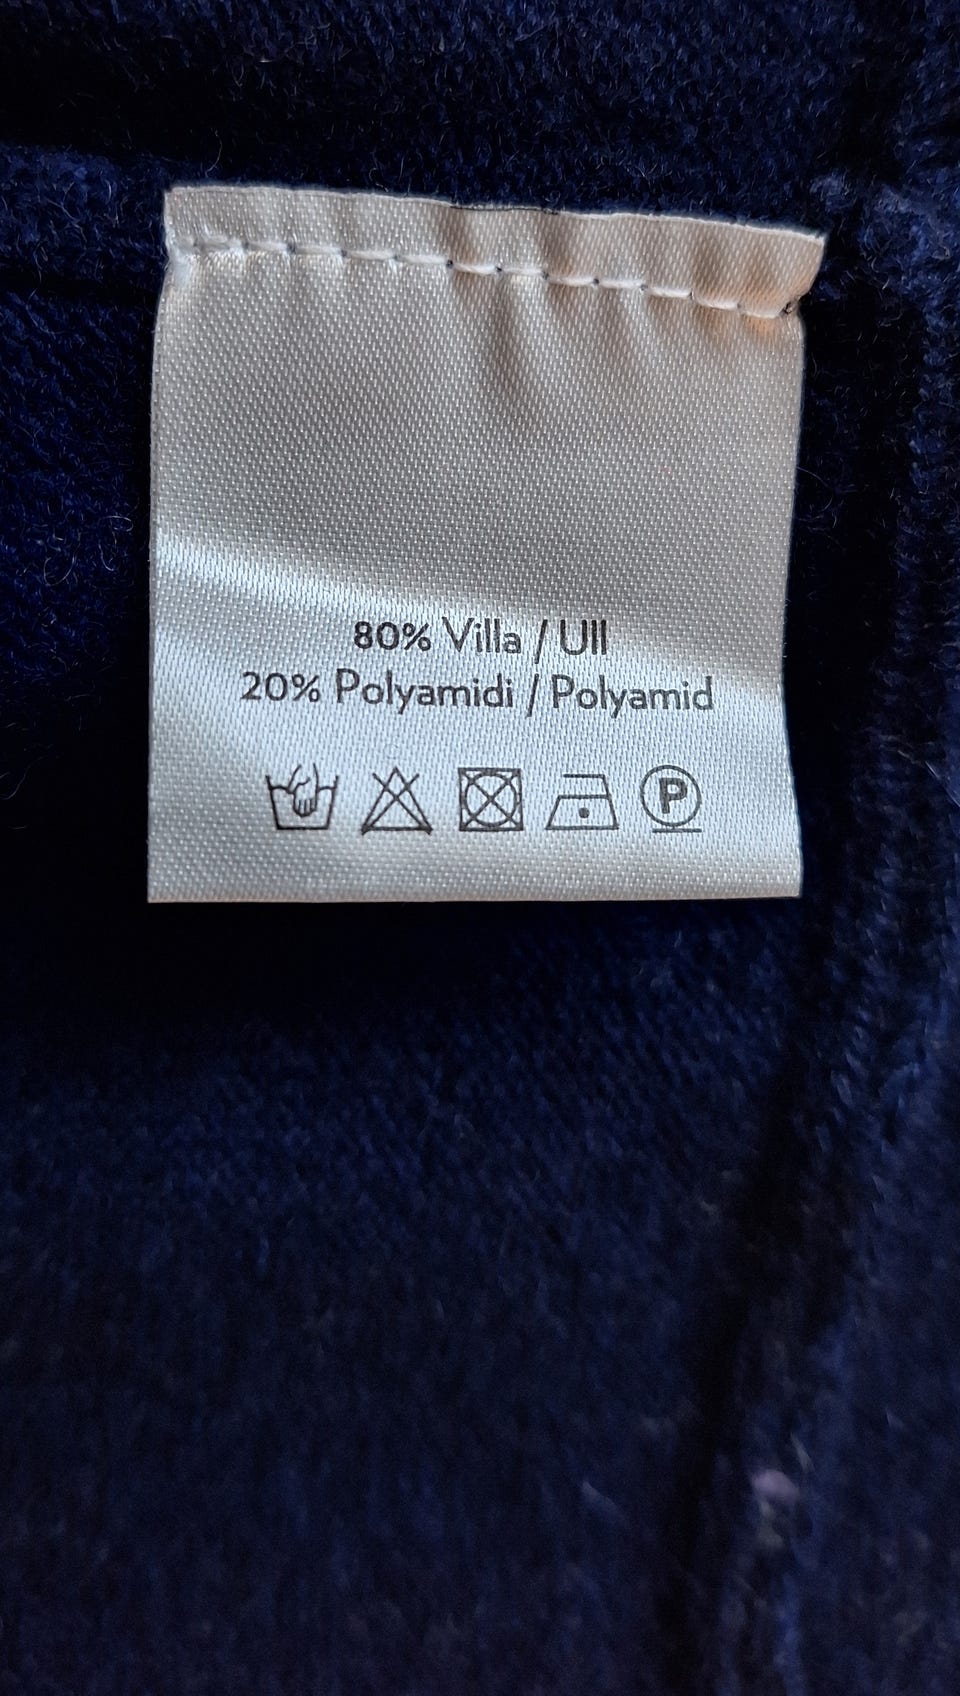 80% Villa / Ull
20% Polyamidi / Polyamid
P